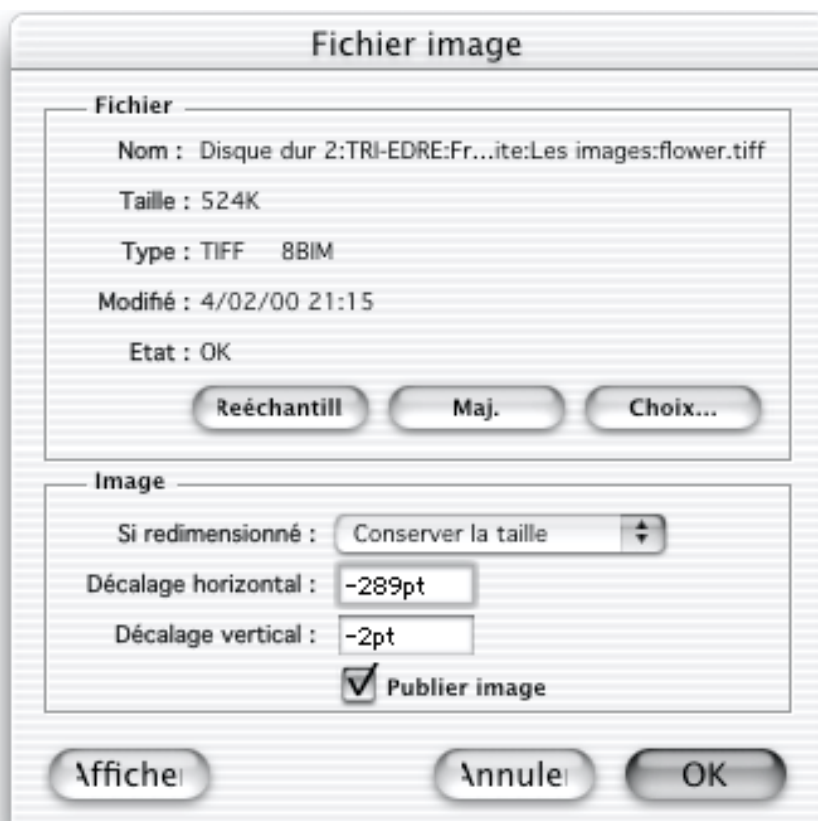 Fichier image
Fichier
Nom : Disque dur 2:TRI-EDRE:Fr...ite:Les images:flower.tiff
Taille : 524K
Type : TIFF 8BIM
Modifié : 4/02/00 21:15
Etat : OK
Reéchantill Maj. Choix...
Image
Si redimensionné : Conserver la taille
Décalage horizontal : -289pt
Décalage vertical : -2pt
Publier image
Affiche Annule OK